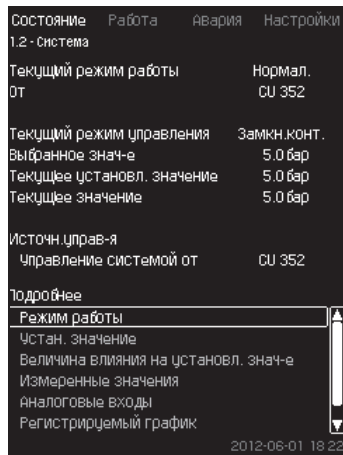 Состояние Работа Авария Настройки
1.2 - Система
Текущий режим работы Нормал.
От CU 352
Текущий режим управления Замкн.конт.
Выбранное знач-е 5.0 бар
Текущее установл. значение 5.0 бар
Текущее значение 5.0 бар
Источн.управ-я
Управление системой от CU 352
Подробнее
Режим работы
Устан. значение
Величина влияния на установл. знач-е
Измеренные значения
Аналоговые входы
Регистрируемый график
2012-06-01 18:22